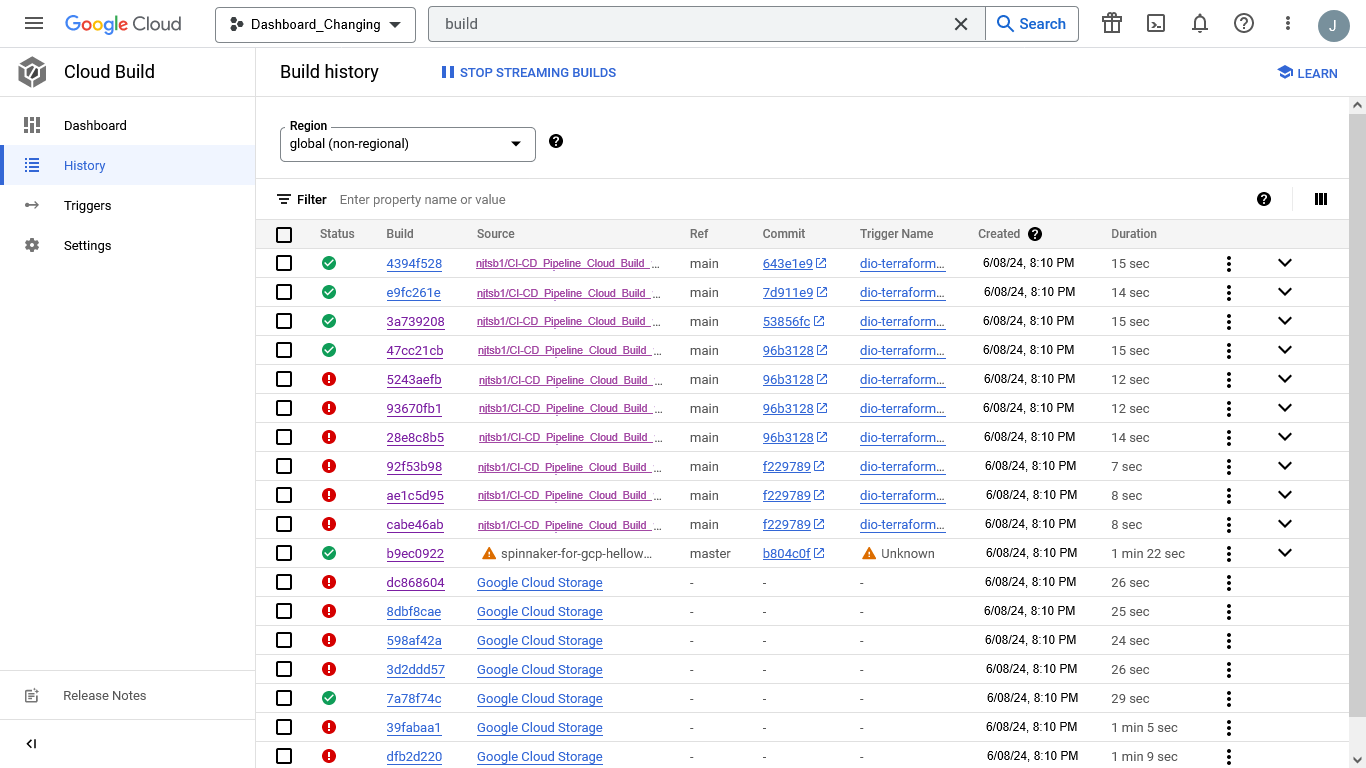 Google Cloud Dashboard_Changing build Search J
Cloud Build Build history STOP STREAMING BUILDS LEARN
Dashboard
History
Triggers
Settings
Release Notes
Region
global (non-regional)
Filter Enter property name or value
Status Build Source Ref Commit Trigger Name Created Duration
4394f528 njtsb1/CI-CD_Pipeline_Cloud_Build_... main 643e1e9 dio-terraform... 6/08/24, 8:10 PM 15 sec
e9fc261e njtsb1/CI-CD_Pipeline_Cloud_Build_... main 7d911e9 dio-terraform... 6/08/24, 8:10 PM 14 sec
3a739208 njtsb1/CI-CD_Pipeline_Cloud_Build_... main 53856fc dio-terraform... 6/08/24, 8:10 PM 15 sec
47cc21cb njtsb1/CI-CD_Pipeline_Cloud_Build_... main 96b3128 dio-terraform... 6/08/24, 8:10 PM 15 sec
5243aefb njtsb1/CI-CD_Pipeline_Cloud_Build_... main 96b3128 dio-terraform... 6/08/24, 8:10 PM 12 sec
93670fb1 njtsb1/CI-CD_Pipeline_Cloud_Build_... main 96b3128 dio-terraform... 6/08/24, 8:10 PM 12 sec
28e8c8b5 njtsb1/CI-CD_Pipeline_Cloud_Build_... main 96b3128 dio-terraform... 6/08/24, 8:10 PM 14 sec
92f53b98 njtsb1/CI-CD_Pipeline_Cloud_Build_... main f229789 dio-terraform... 6/08/24, 8:10 PM 7 sec
ae1c5d95 njtsb1/CI-CD_Pipeline_Cloud_Build_... main f229789 dio-terraform... 6/08/24, 8:10 PM 8 sec
cabe46ab njtsb1/CI-CD_Pipeline_Cloud_Build_... main f229789 dio-terraform... 6/08/24, 8:10 PM 8 sec
b9ec0922 spinnaker-for-gcp-hellow... master b804c0f Unknown 6/08/24, 8:10 PM 1 min 22 sec
dc868604 Google Cloud Storage - - - 6/08/24, 8:10 PM 26 sec
8dbf8cae Google Cloud Storage - - - 6/08/24, 8:10 PM 25 sec
598af42a Google Cloud Storage - - - 6/08/24, 8:10 PM 24 sec
3d2ddd57 Google Cloud Storage - - - 6/08/24, 8:10 PM 26 sec
7a78f74c Google Cloud Storage - - - 6/08/24, 8:10 PM 29 sec
39fabaa1 Google Cloud Storage - - - 6/08/24, 8:10 PM 1 min 5 sec
dfb2d220 Google Cloud Storage - - - 6/08/24, 8:10 PM 1 min 9 sec